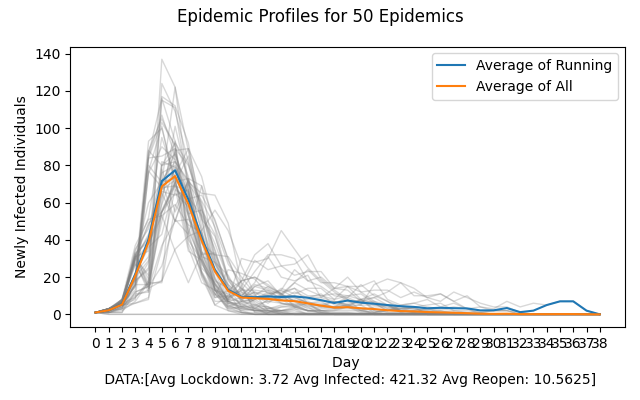 Epidemic Profiles for 50 Epidemics
Average of Running
Average of All
Newly Infected Individuals
140
120
100
80
60
40
20
0
0 1 2 3 4 5 6 7 8 9 10 11 12 13 14 15 16 17 18 19 20 21 22 23 24 25 26 27 28 29 30 31 32 33 34 35 36 37 38
Day
DATA:[Avg Lockdown: 3.72 Avg Infected: 421.32 Avg Reopen: 10.5625]